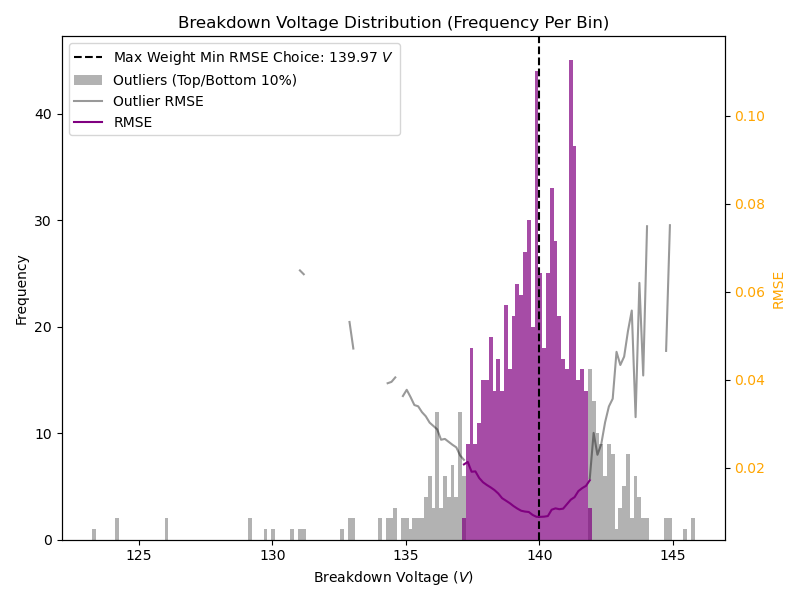 Breakdown Voltage Distribution (Frequency Per Bin)
Max Weight Min RMSE Choice: 139.97 V
Outliers (Top/Bottom 10%)
Outlier RMSE
RMSE
Frequency
40
30
20
10
0
0.10
0.08
0.06
0.04
0.02
RMSE
125
130
135
140
145
Breakdown Voltage (V)